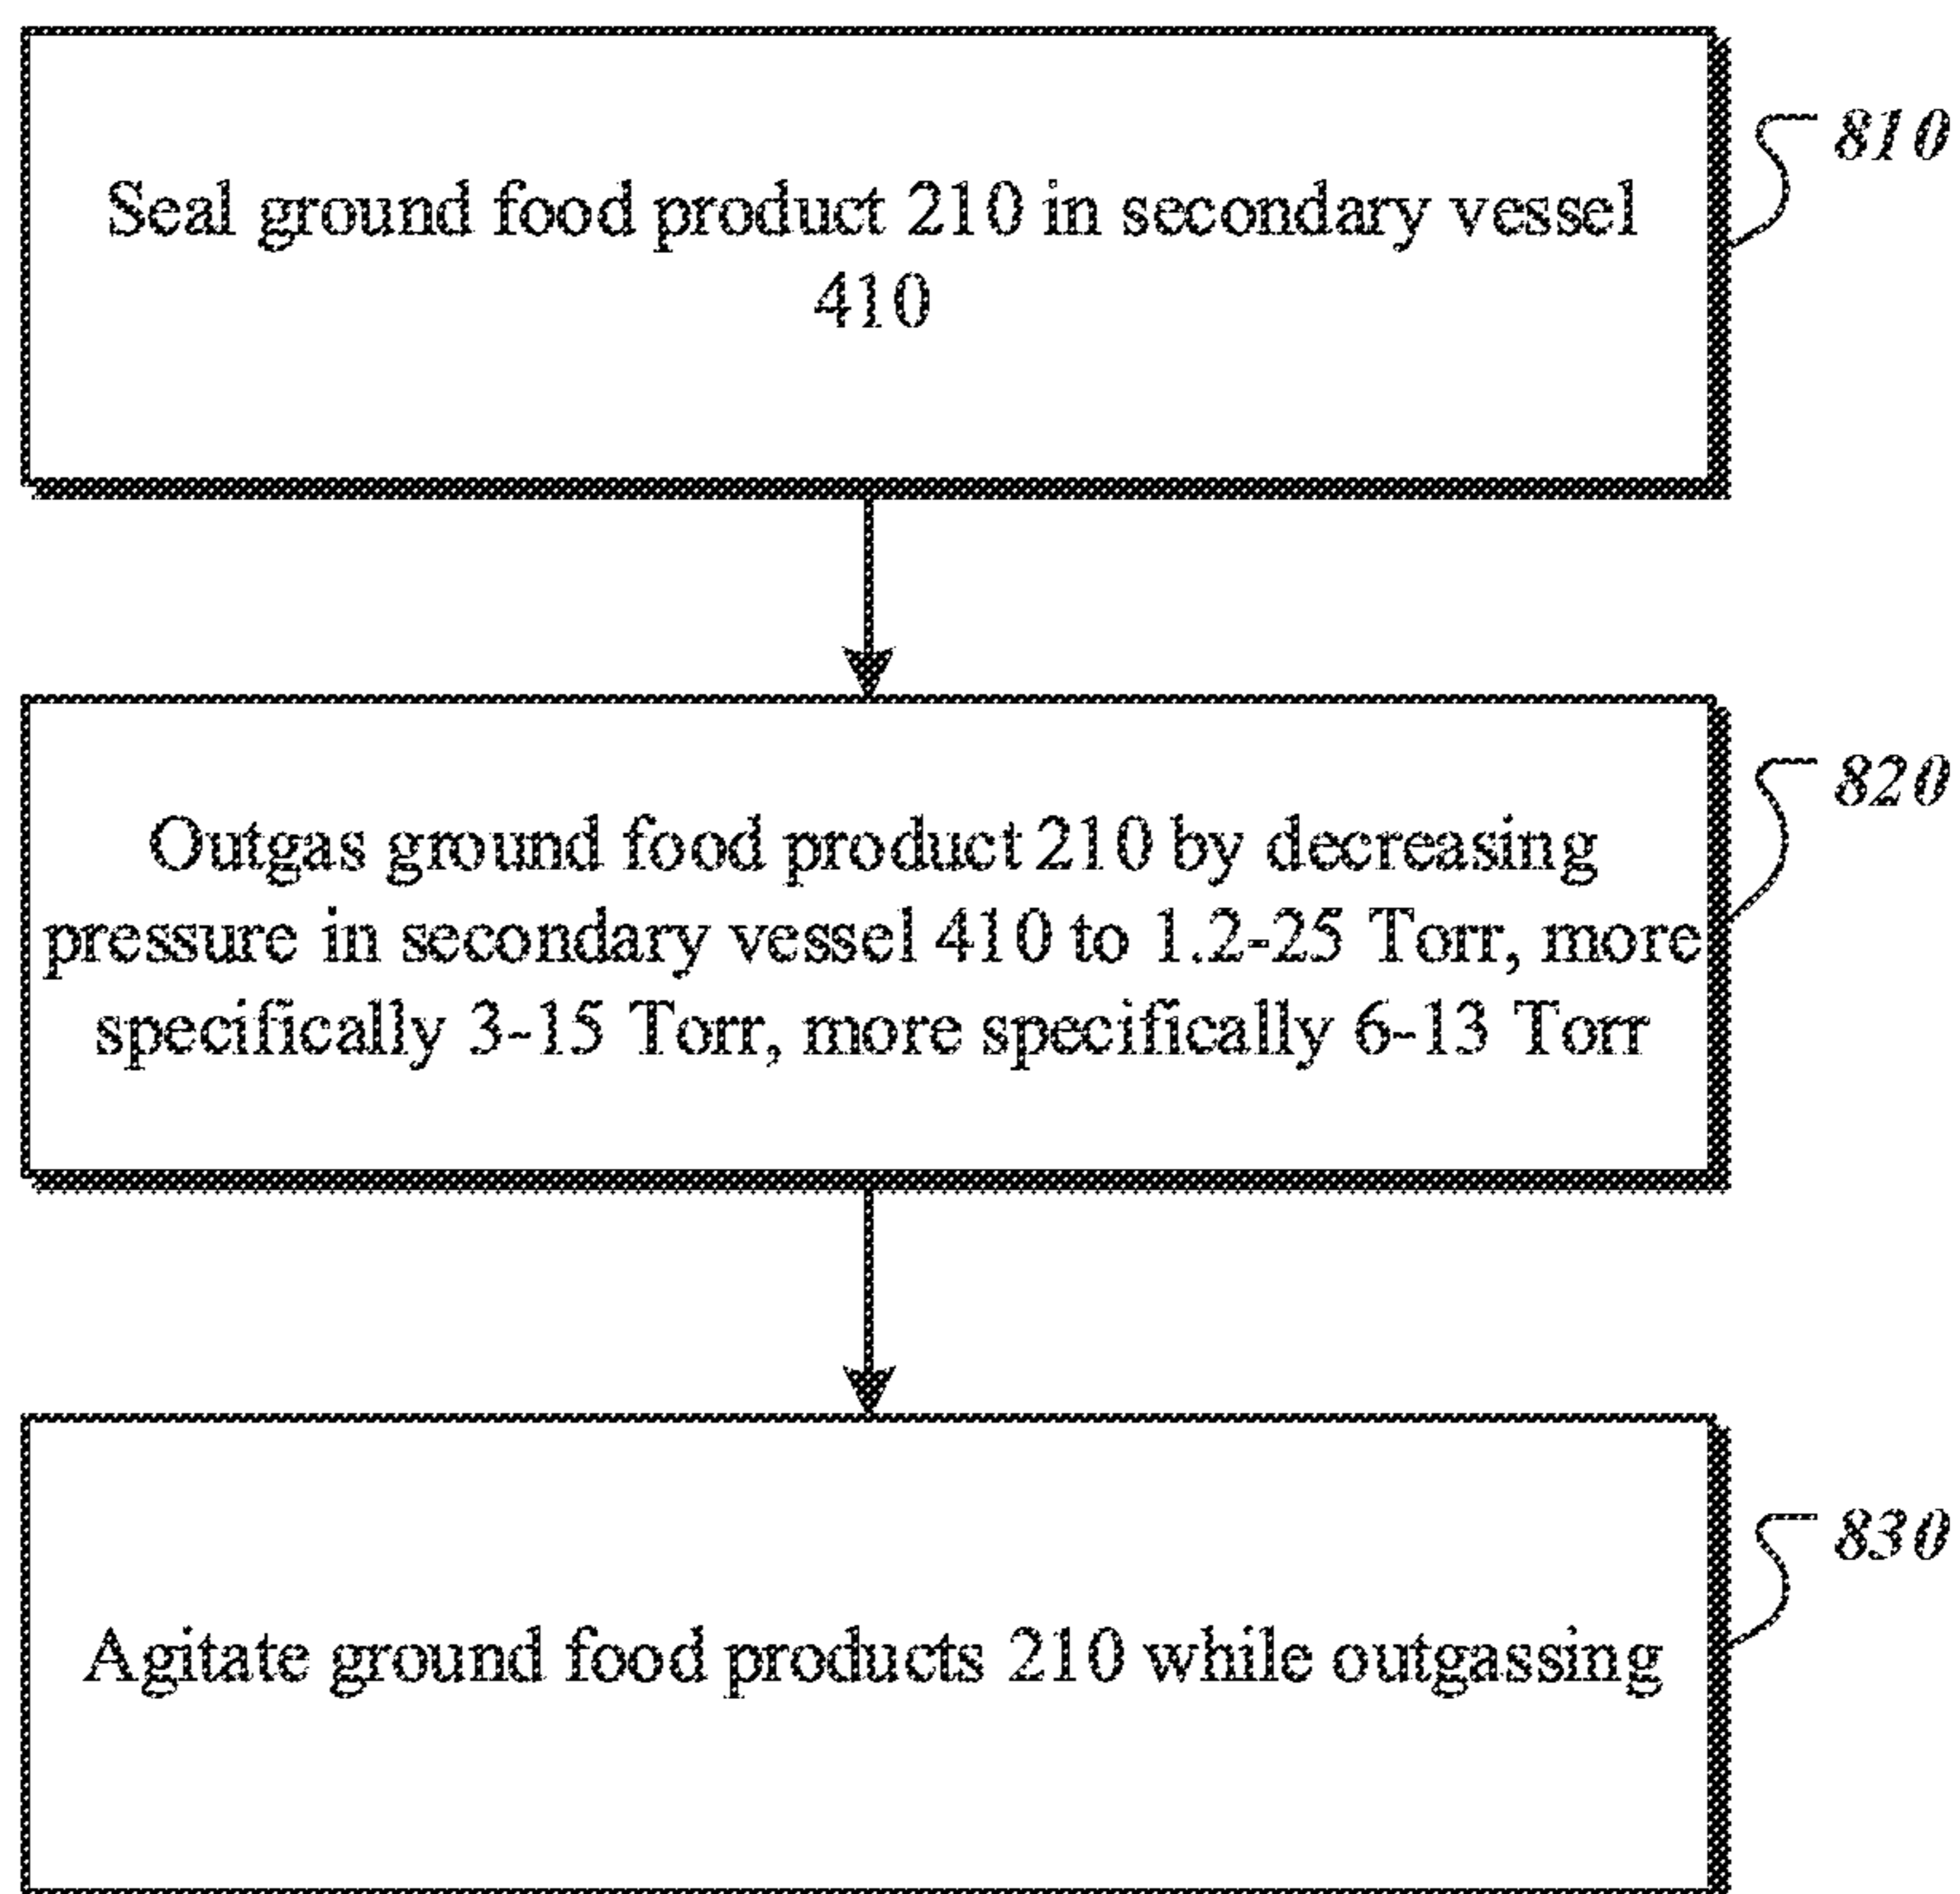 Seal ground food product 210 in secondary vessel
410
810
Outgas ground food product 210 by decreasing
pressure in secondary vessel 410 to 1.2-25 Torr, more
specifically 3-15 Torr, more specifically 6-13 Torr
820
Agitate ground food products 210 while outgassing
830